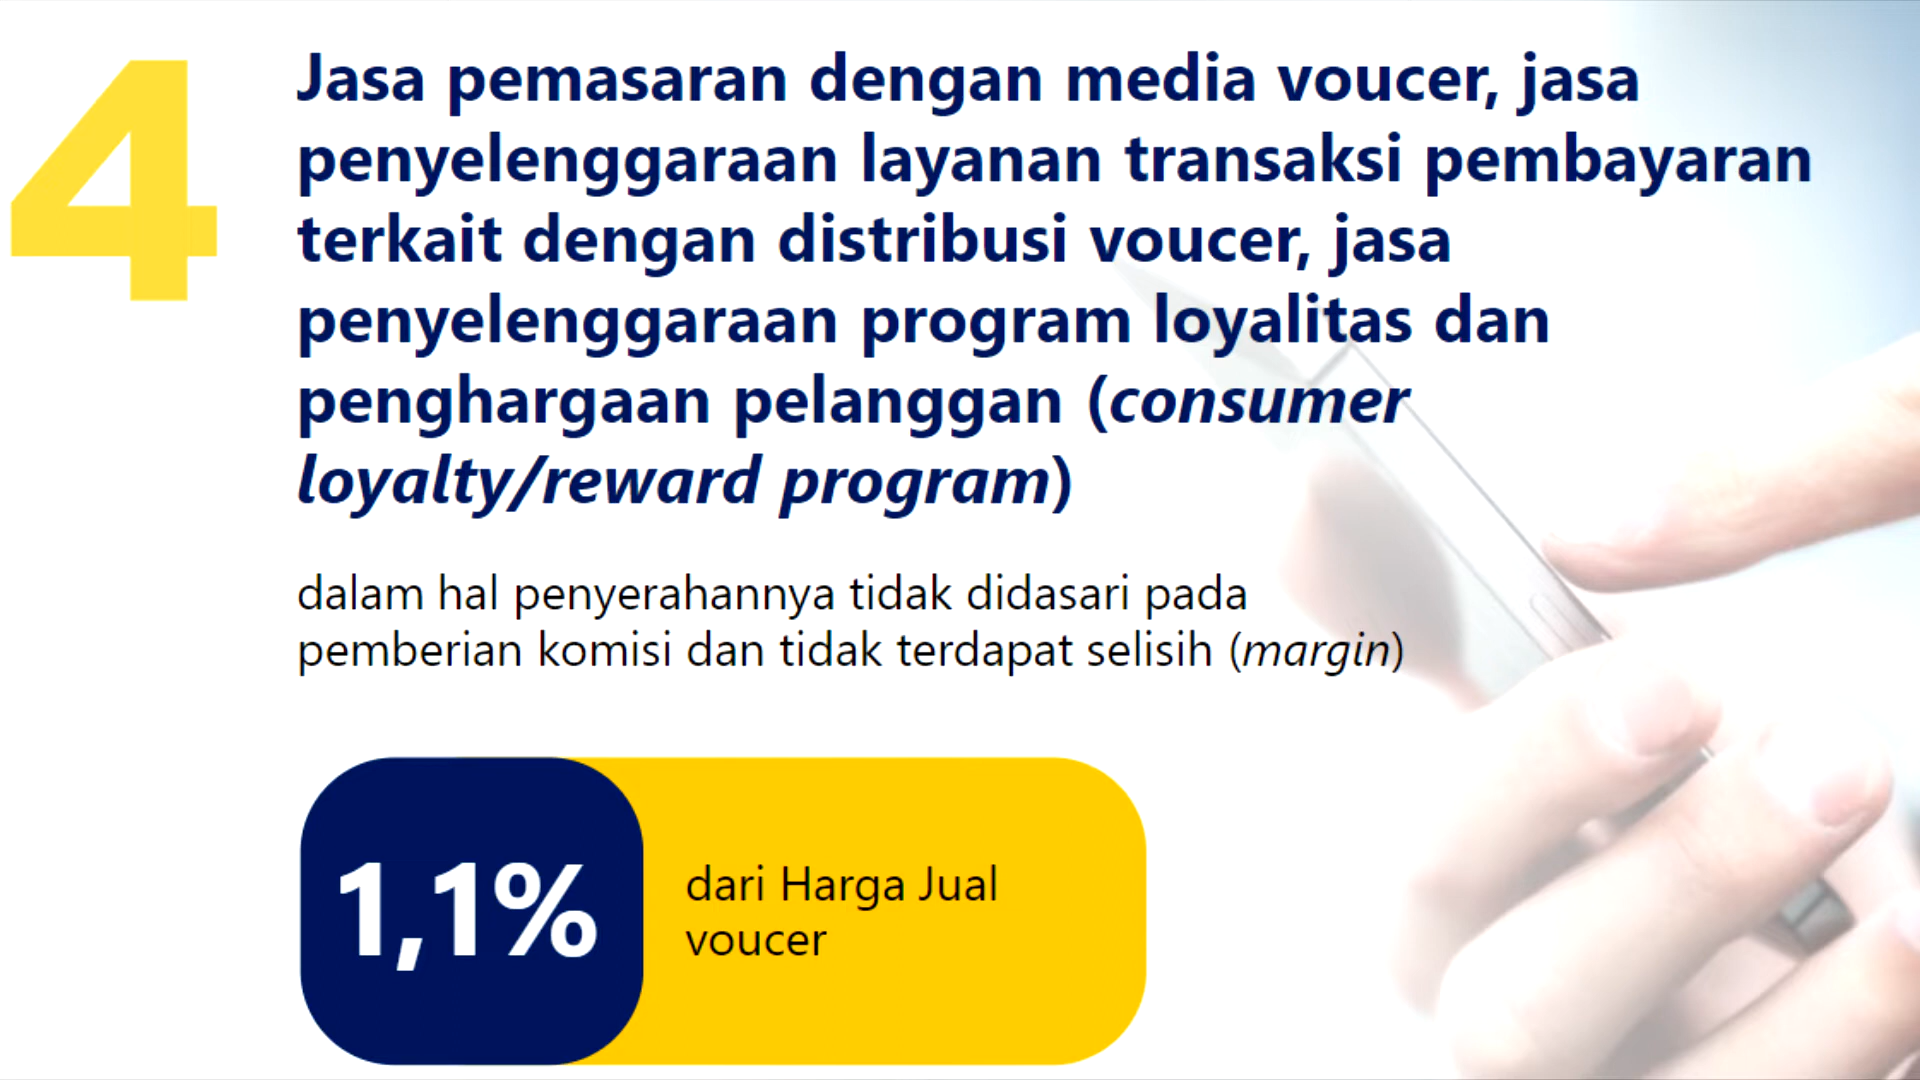 4
Jasa pemasaran dengan media voucer, jasa
penyelenggaraan layanan transaksi pembayaran
terkait dengan distribusi voucer, jasa
penyelenggaraan program loyalitas dan
penghargaan pelanggan (consumer
loyalty/reward program)
dalam hal penyerahannya tidak didasari pada
pemberian komisi dan tidak terdapat selisih (margin)
1,1%
dari Harga Jual
voucer